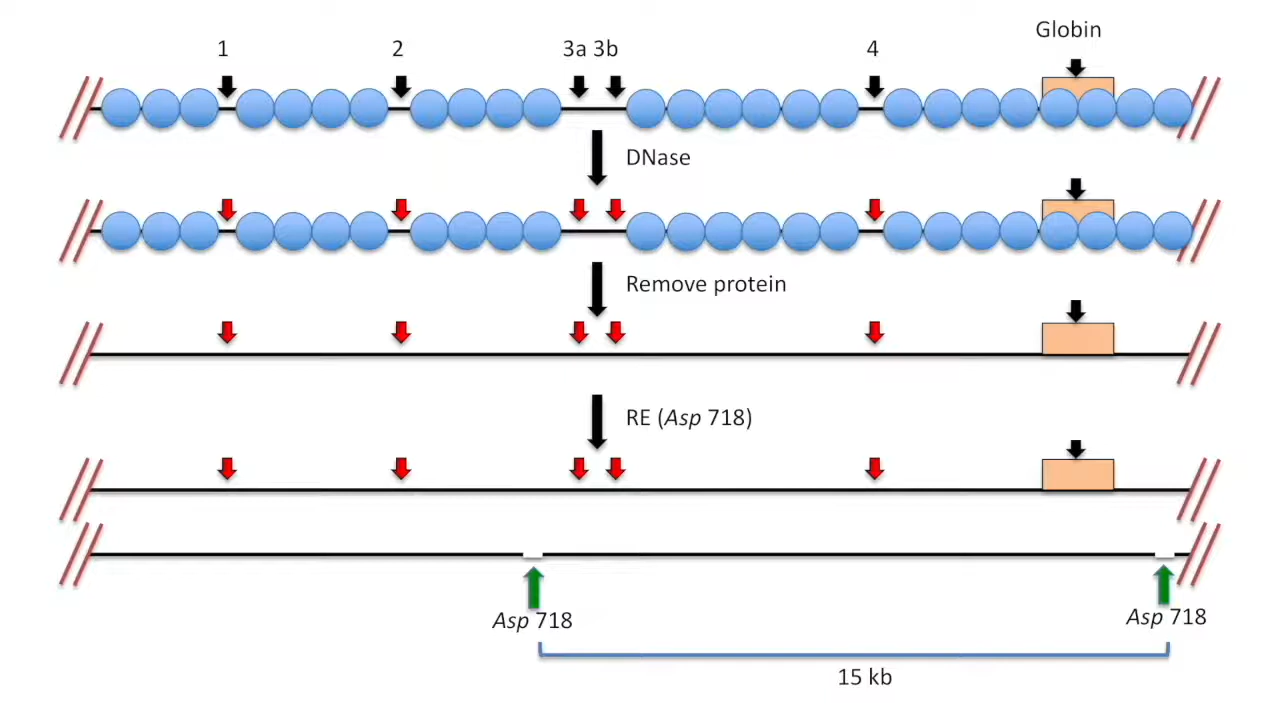 Globin
1 2 3a 3b 4
DNase
Remove protein
RE (Asp 718)
Asp 718 Asp 718
15 kb